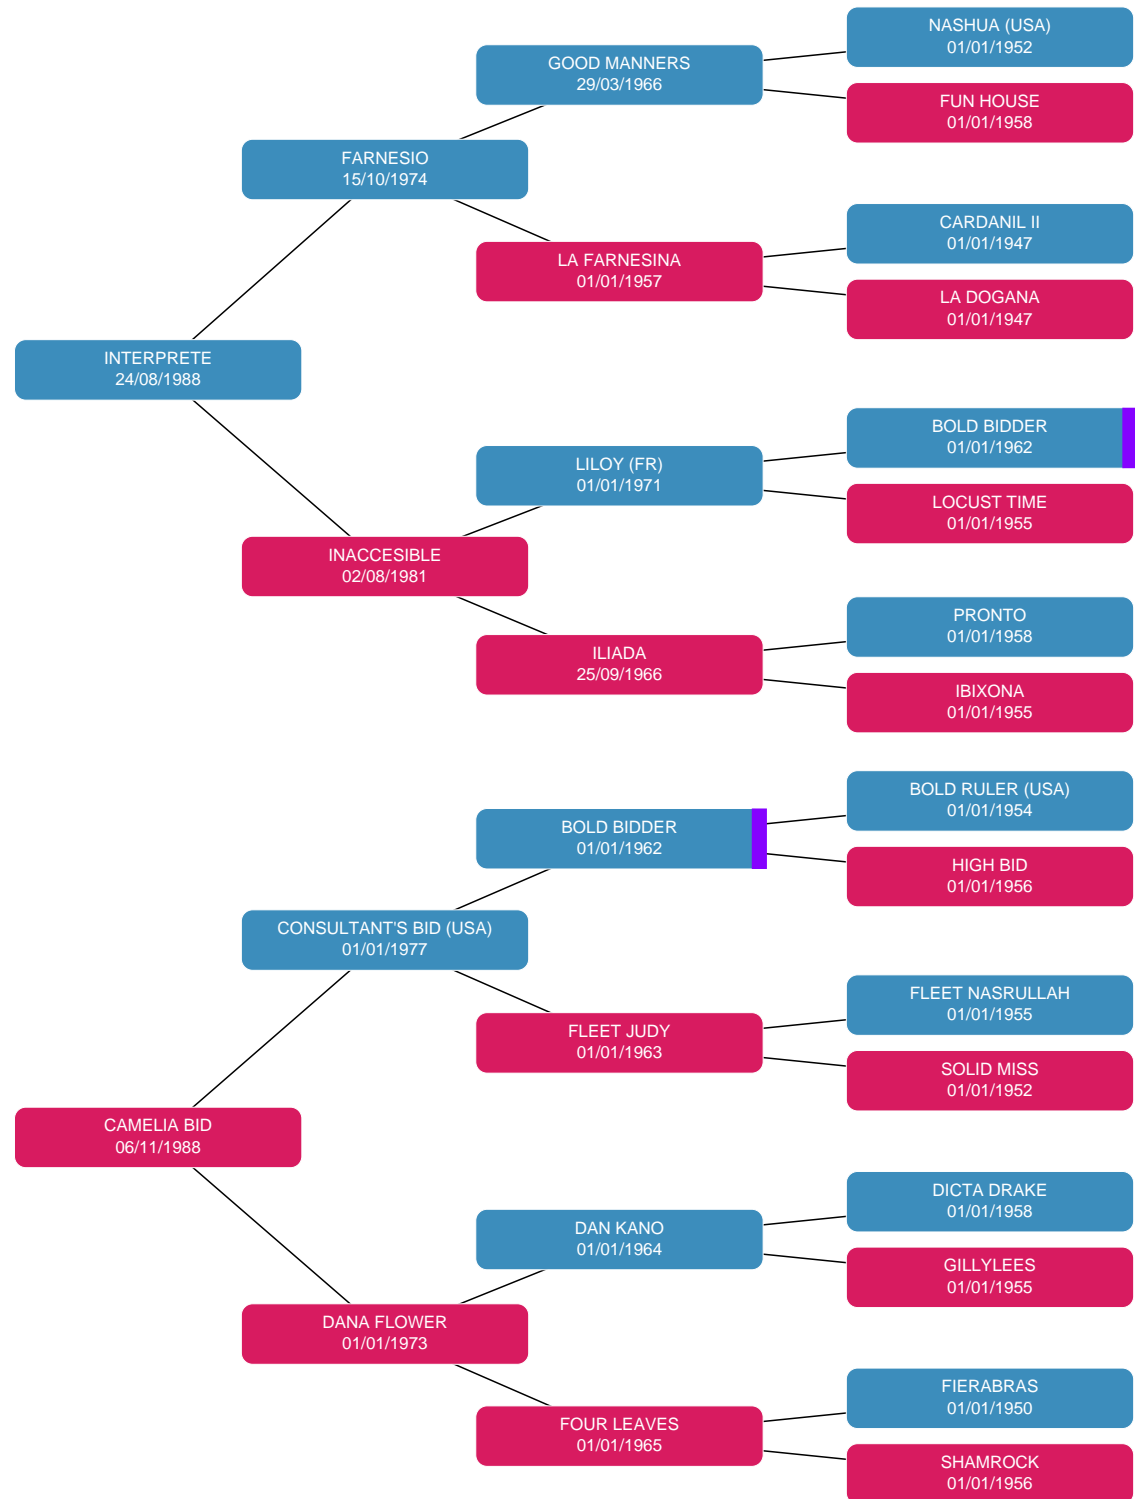 NASHUA (USA)
01/01/1952
GOOD MANNERS
29/03/1966
FUN HOUSE
01/01/1958
FARNESIO
15/10/1974
CARDANIL II
01/01/1947
LA FARNESINA
01/01/1957
LA DOGANA
01/01/1947
INTERPRETE
24/08/1988
BOLD BIDDER
01/01/1962
LILOY (FR)
01/01/1971
LOCUST TIME
01/01/1955
INACCESIBLE
02/08/1981
PRONTO
01/01/1958
ILIADA
25/09/1966
IBIXONA
01/01/1955
BOLD RULER (USA)
01/01/1954
BOLD BIDDER
01/01/1962
HIGH BID
01/01/1956
CONSULTANT'S BID (USA)
01/01/1977
FLEET NASRULLAH
01/01/1955
FLEET JUDY
01/01/1963
SOLID MISS
01/01/1952
CAMELIA BID
06/11/1988
DICTA DRAKE
01/01/1958
DAN KANO
01/01/1964
GILLYLEES
01/01/1955
DANA FLOWER
01/01/1973
FIERABRAS
01/01/1950
FOUR LEAVES
01/01/1965
SHAMROCK
01/01/1956